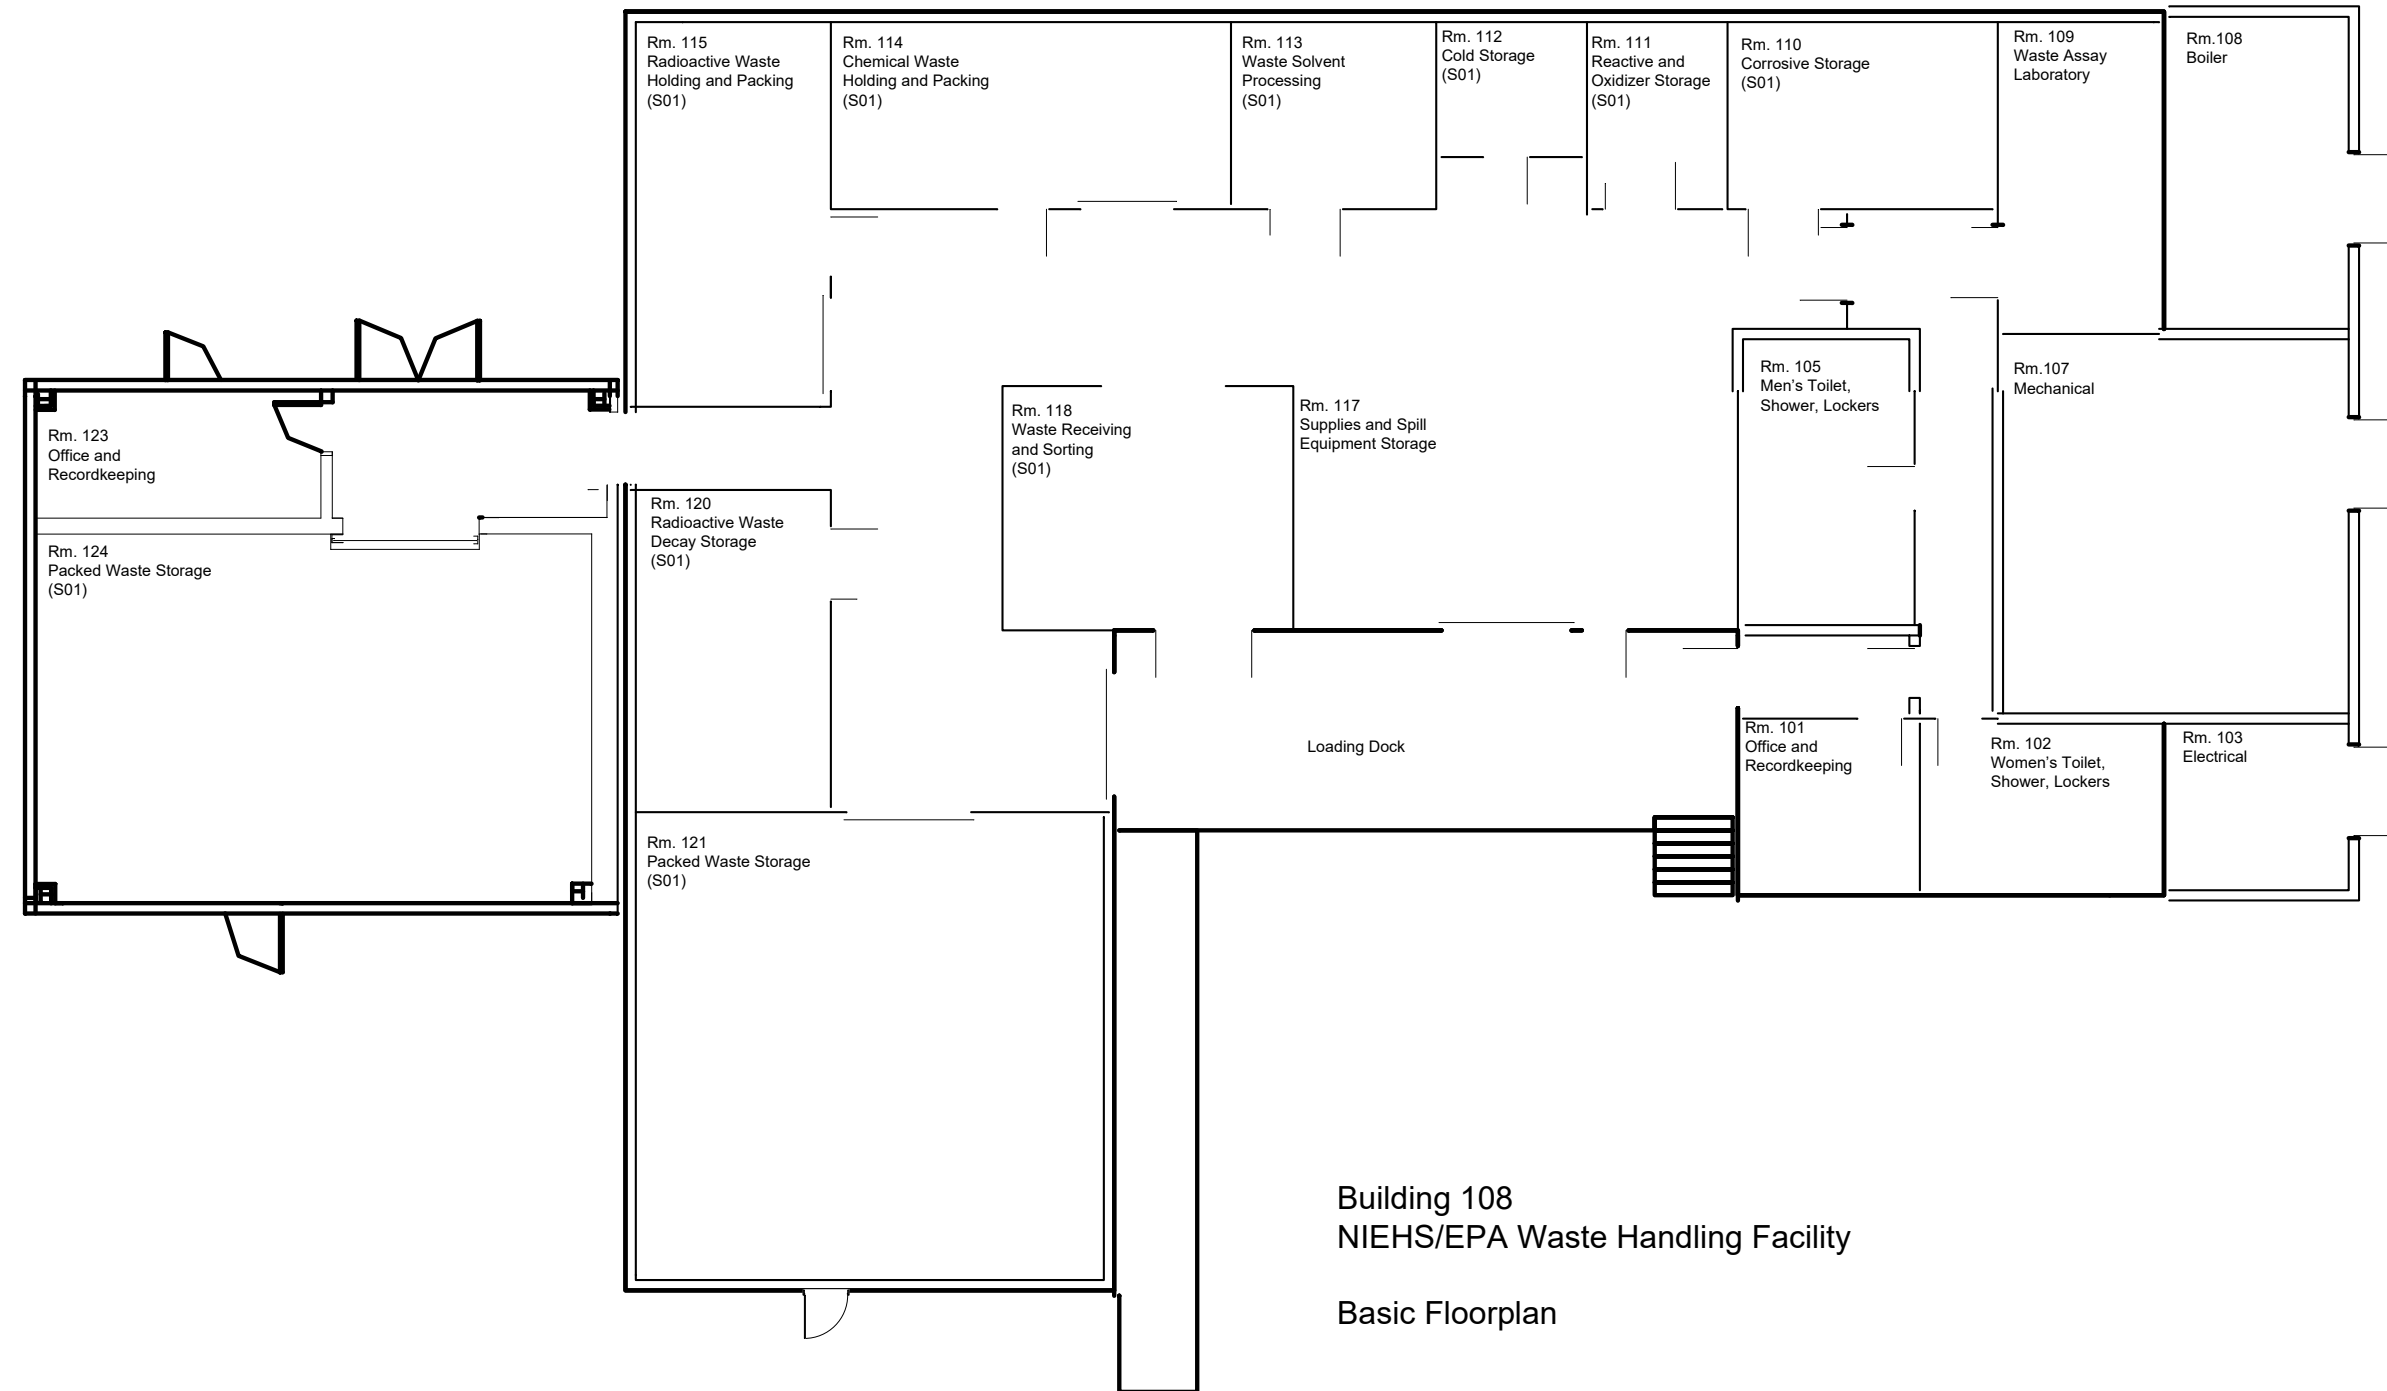 Rm. 115
Radioactive Waste
Holding and Packing
(S01)
Rm. 114
Chemical Waste
Holding and Packing
(S01)
Rm. 113
Waste Solvent
Processing
(S01)
Rm. 112
Cold Storage
(S01)
Rm. 111
Reactive and
Oxidizer Storage
(S01)
Rm. 110
Corrosive Storage
(S01)
Rm. 109
Waste Assay
Laboratory
Rm.108
Boiler
Rm. 105
Men’s Toilet,
Shower, Lockers
Rm.107
Mechanical
Rm. 118
Waste Receiving
and Sorting
(S01)
Rm. 117
Supplies and Spill
Equipment Storage
Rm. 123
Office and
Recordkeeping
Rm. 120
Radioactive Waste
Decay Storage
(S01)
Rm. 124
Packed Waste Storage
(S01)
Loading Dock
Rm. 101
Office and
Recordkeeping
Rm. 102
Women’s Toilet,
Shower, Lockers
Rm. 103
Electrical
Rm. 121
Packed Waste Storage
(S01)
Building 108
NIEHS/EPA Waste Handling Facility
Basic Floorplan